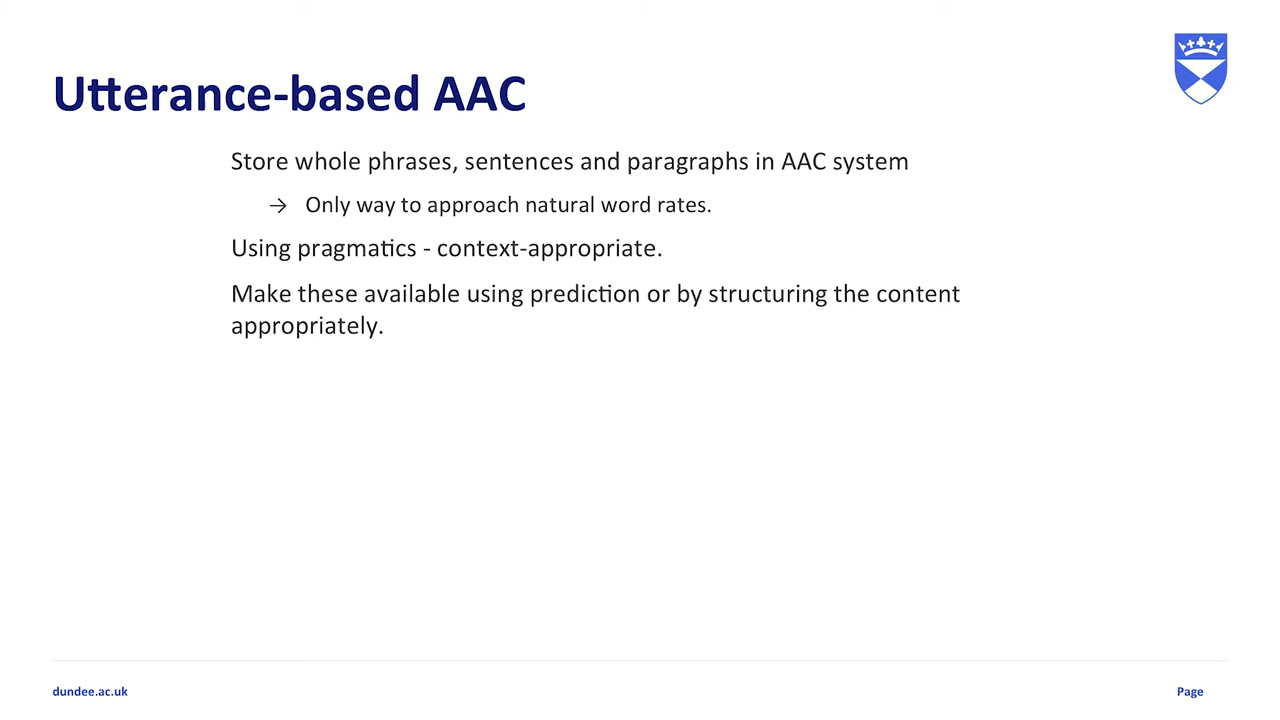 Utterance-based AAC
Store whole phrases, sentences and paragraphs in AAC system
→ Only way to approach natural word rates.
Using pragmatics - context-appropriate.
Make these available using prediction or by structuring the content
appropriately.
dundee.ac.uk
Page